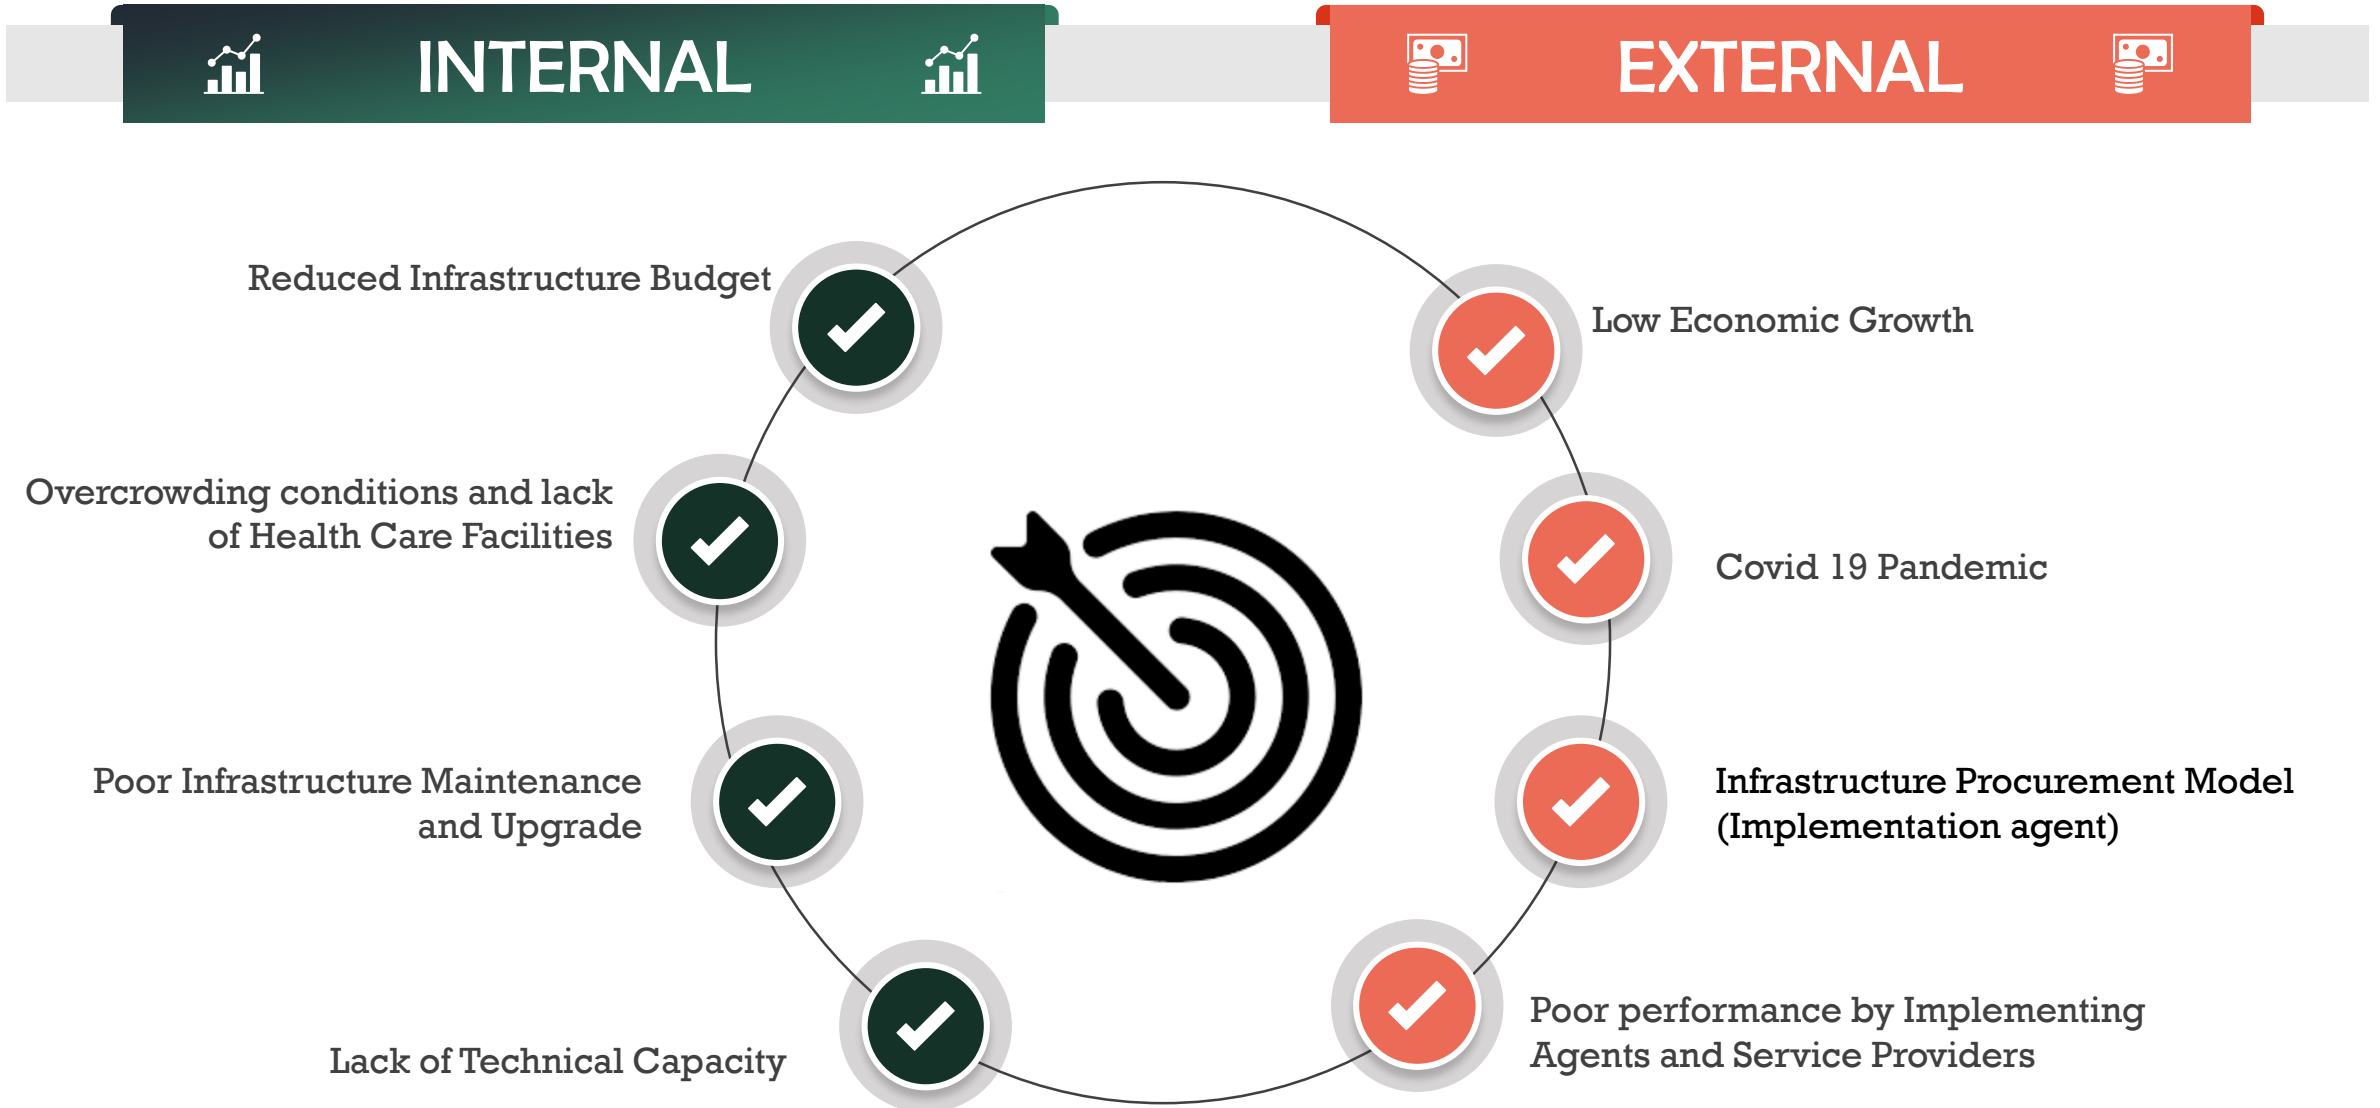 INTERNAL
EXTERNAL
Reduced Infrastructure Budget
Overcrowding conditions and lack
of Health Care Facilities
Poor Infrastructure Maintenance
and Upgrade
Lack of Technical Capacity
Low Economic Growth
Covid 19 Pandemic
Infrastructure Procurement Model
(Implementation agent)
Poor performance by Implementing
Agents and Service Providers